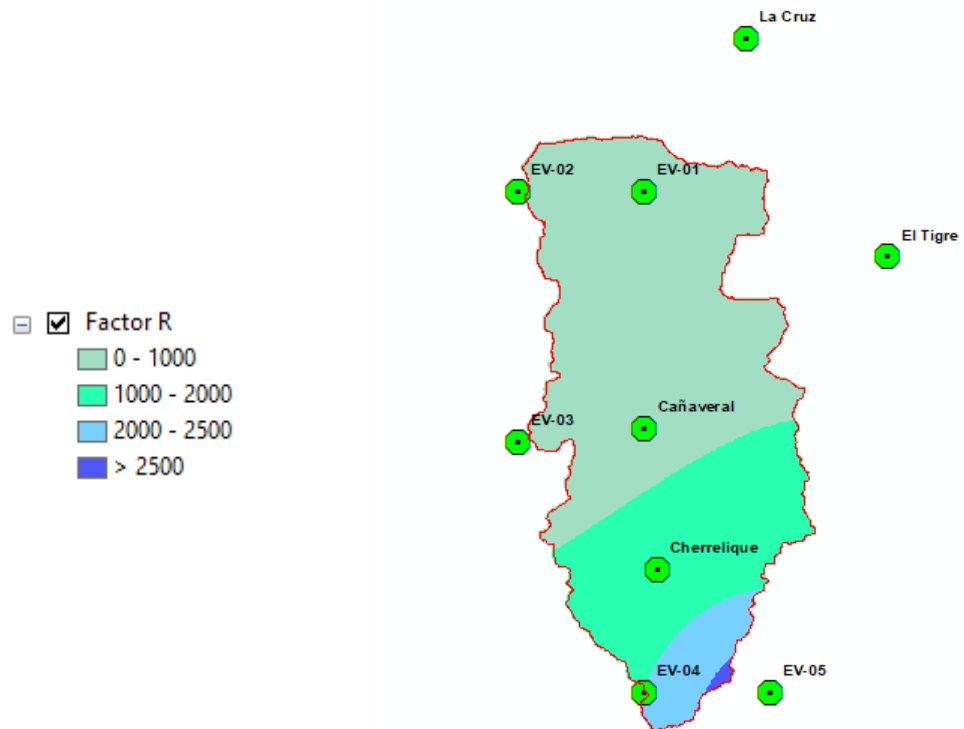 La Cruz
EV-02
EV-01
El Tigre
Factor R
0 - 1000
1000 - 2000
2000 - 2500
> 2500
Cañaveral
EV-03
Cherrelique
EV-04
EV-05